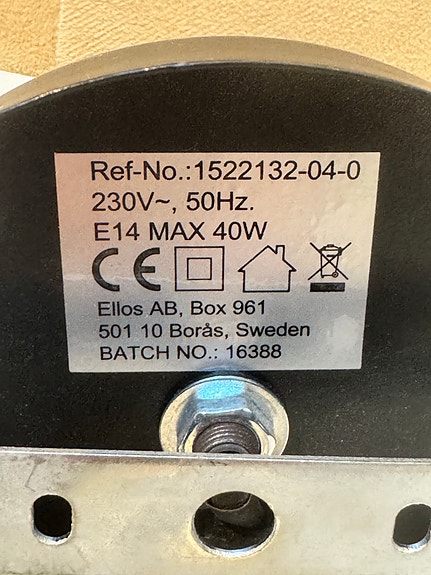 Ref-No.:1522132-04-0
230V~, 50Hz.
E14 MAX 40W
CE
Ellos AB, Box 961
501 10 Borås, Sweden
BATCH NO.: 16388